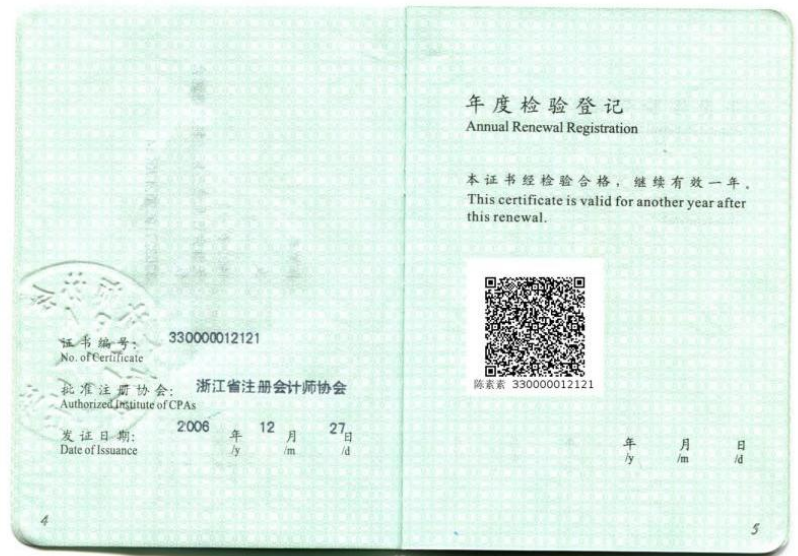 证书编号: 330000012121
No. of Certificate
批准注册协会: 浙江省注册会计师协会
Authorized Institute of CPAs
发证日期: 2006 年 12 月 27日
Date of Issuance /y /m /d
4
年度检验登记
Annual Renewal Registration
本证书经检验合格，继续有效一年。
This certificate is valid for another year after
this renewal.
陈素素 330000012121
年 月 日
/y /m /d
5